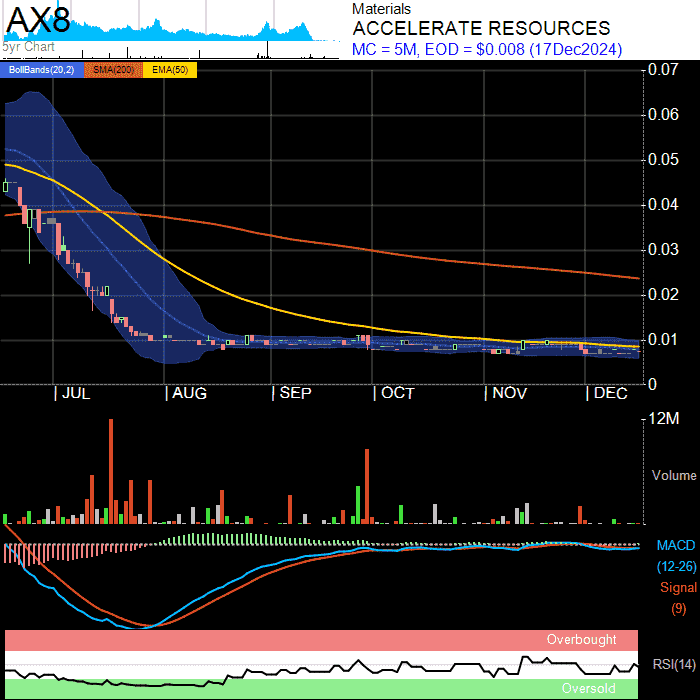 AX8
5yr Chart
Materials
ACCELERATE RESOURCES
MC = 5M, EOD = $0.008 (17Dec2024)
BollBands(20,2) SMA(200) EMA(50)
0.07
0.06
0.05
0.04
0.03
0.02
0.01
0
JUL AUG SEP OCT NOV DEC
12M
Volume
MACD
(12-26)
Signal
(9)
Overbought
RSI(14)
Oversold